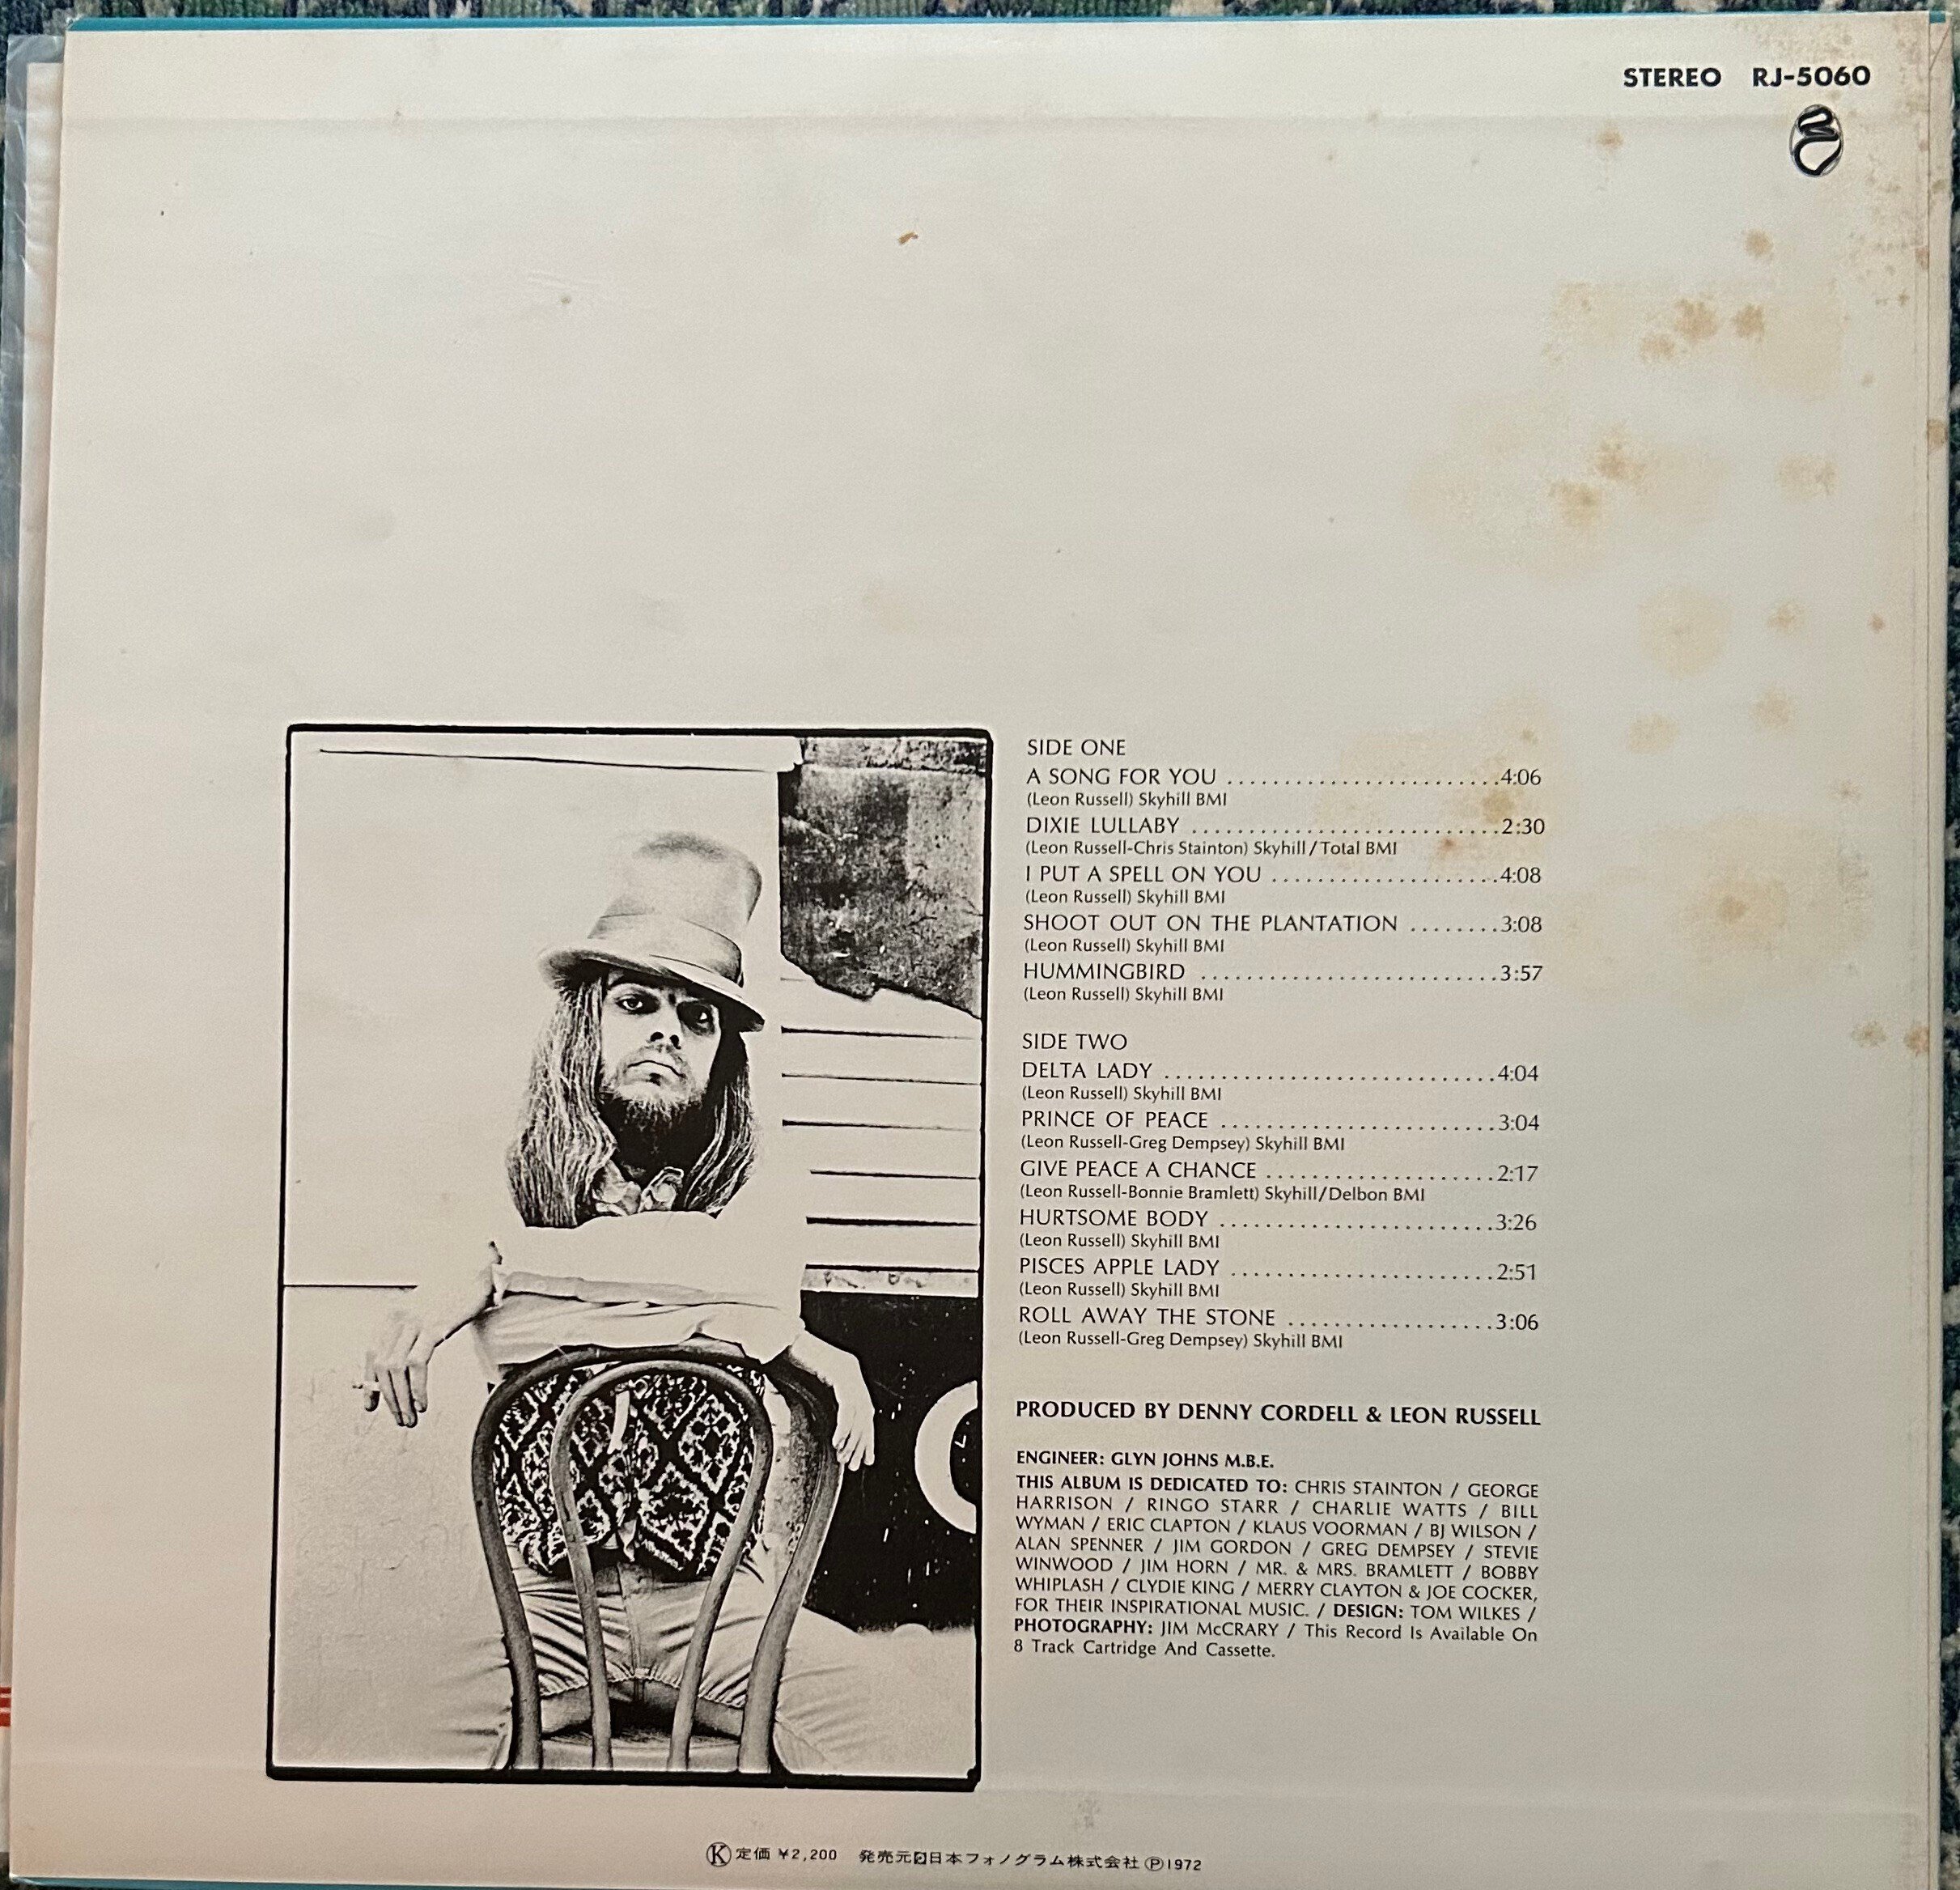 STEREO RJ-5060
SIDE ONE
A SONG FOR YOU ........................4:06
(Leon Russell) Skyhill BMI
DIXIE LULLABY ...........................2:30
(Leon Russell-Chris Stainton) Skyhill/Total BMI
I PUT A SPELL ON YOU ....................4:08
(Leon Russell) Skyhill BMI
SHOOT OUT ON THE PLANTATION ........3:08
(Leon Russell) Skyhill BMI
HUMMINGBIRD ..........................3:57
(Leon Russell) Skyhill BMI
SIDE TWO
DELTA LADY .............................4:04
(Leon Russell) Skyhill BMI
PRINCE OF PEACE ........................3:04
(Leon Russell-Greg Dempsey) Skyhill BMI
GIVE PEACE A CHANCE ....................2:17
(Leon Russell-Bonnie Bramlett) Skyhill/Delbon BMI
HURTSOME BODY ........................3:26
(Leon Russell) Skyhill BMI
PISCES APPLE LADY .......................2:51
(Leon Russell) Skyhill BMI
ROLL AWAY THE STONE ..................3:06
(Leon Russell-Greg Dempsey) Skyhill BMI
PRODUCED BY DENNY CORDELL & LEON RUSSELL
ENGINEER: GLYN JOHNS M.B.E.
THIS ALBUM IS DEDICATED TO: CHRIS STAINTON / GEORGE
HARRISON / RINGO STARR / CHARLIE WATTS / BILL
WYMAN / ERIC CLAPTON / KLAUS VOORMAN / BJ WILSON /
ALAN SPENNER / JIM GORDON / GREG DEMPSEY / STEVIE
WINWOOD / JIM HORN / MR. & MRS. BRAMLETT / BOBBY
WHIPLASH / CLYDIE KING / MERRY CLAYTON & JOE COCKER,
FOR THEIR INSPIRATIONAL MUSIC. / DESIGN: TOM WILKES /
PHOTOGRAPHY: JIM McCRARY / This Record Is Available On
8 Track Cartridge And Cassette.
Ⓚ定価 ¥2,200 発売元日本フォノグラム株式会社 Ⓟ1972